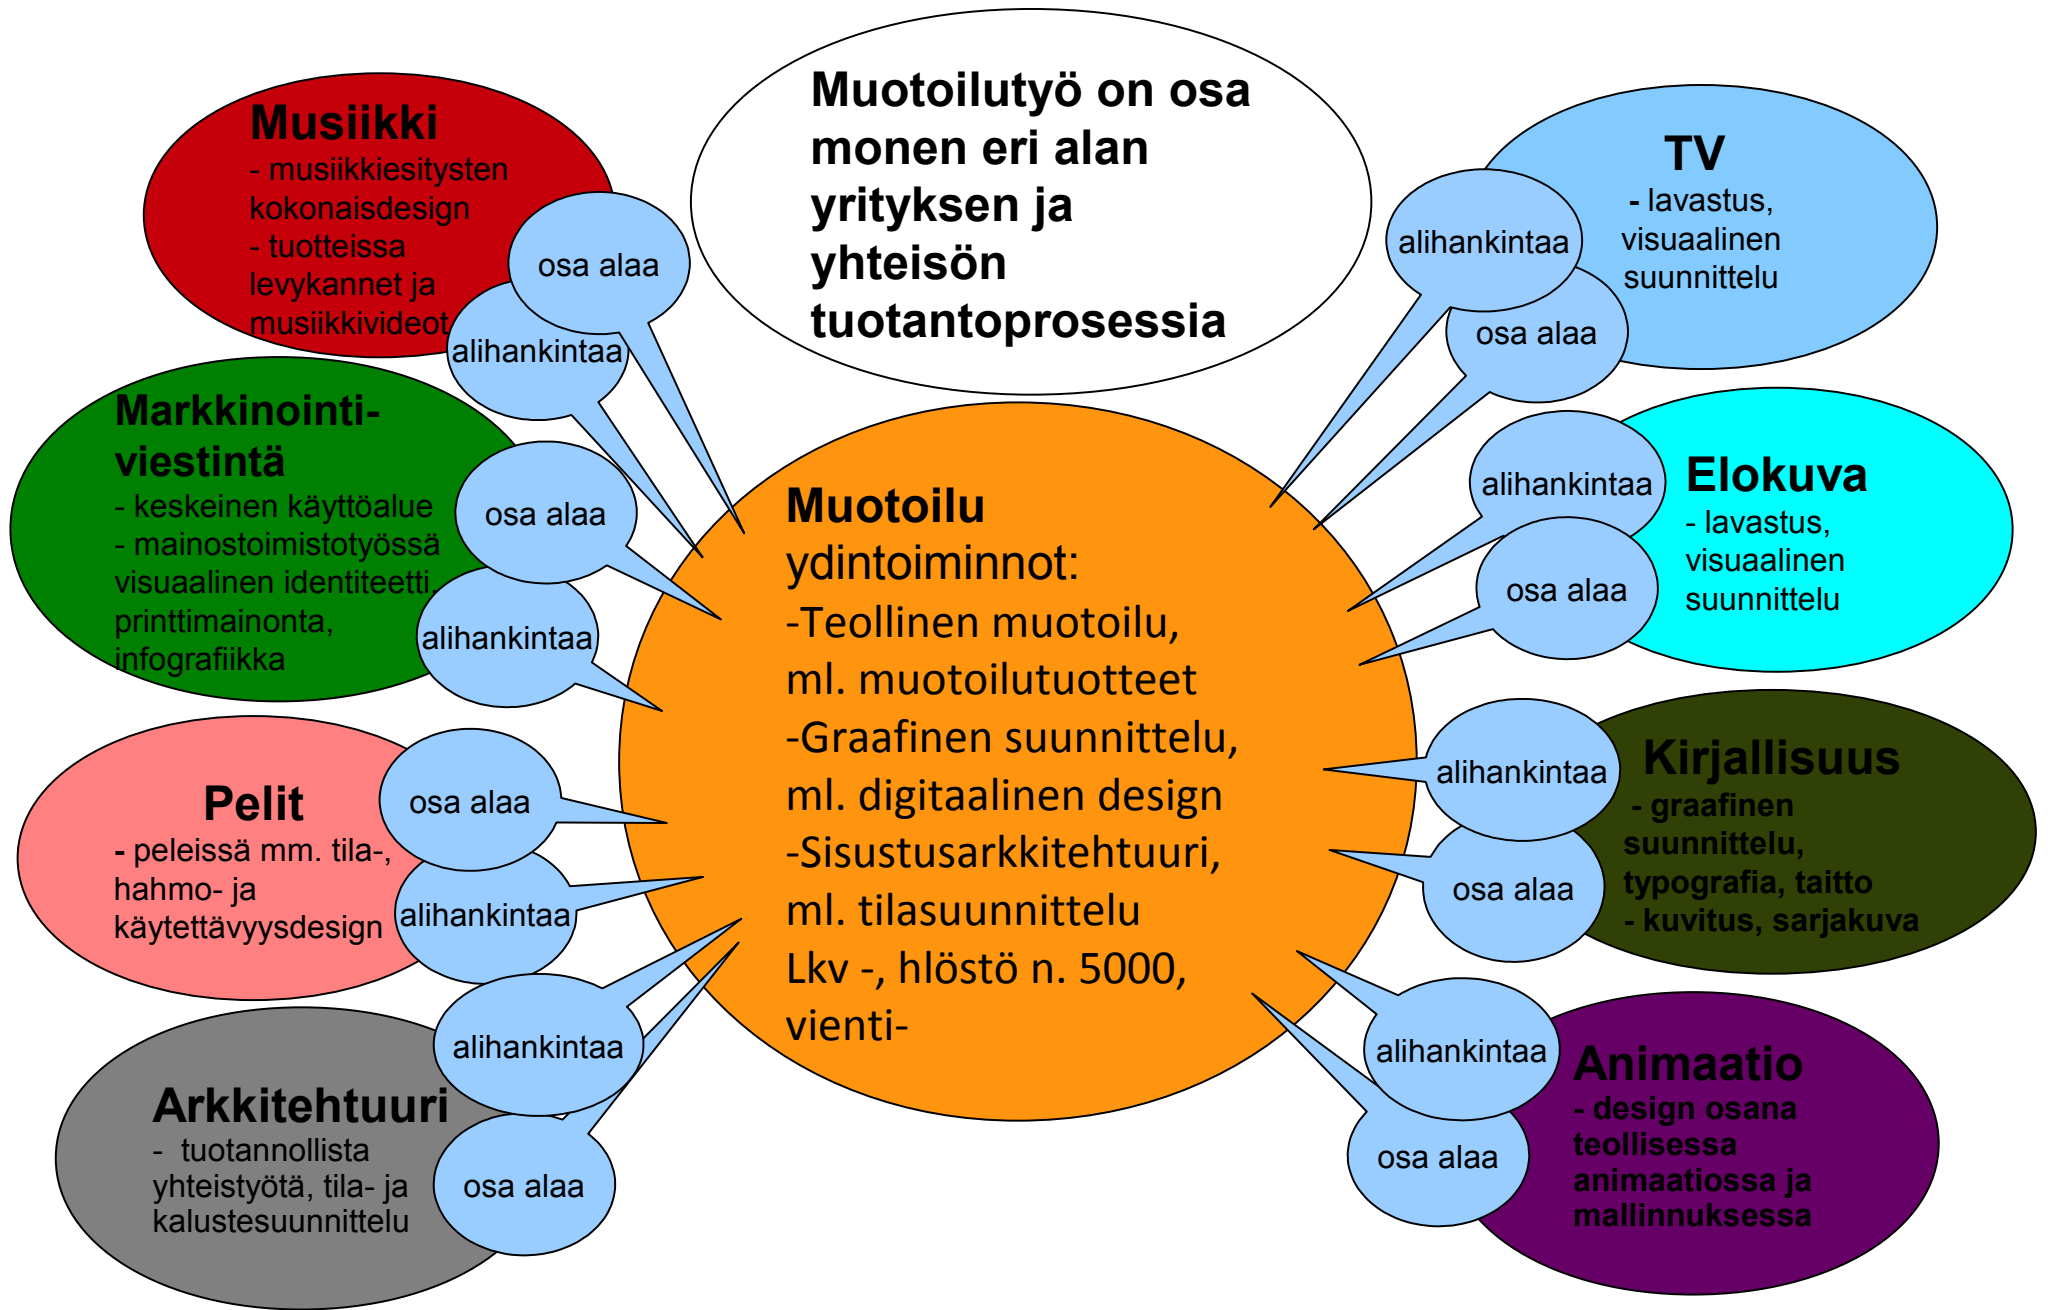 Muotoilutyö on osa
monen eri alan
yrityksen ja
yhteisön
tuotantoprosessia
Musiikki
- musiikkiesitysten
kokonaisdesign
- tuotteissa
levykannet ja
musiikkivideot
osa alaa
alihankintaa
Markkinointi-
viestintä
- keskeinen käyttöalue
- mainostoimistotyössä
visuaalinen identiteetti,
printtimainonta,
infografiikka
osa alaa
alihankintaa
Pelit
- peleissä mm. tila-,
hahmo- ja
käytettävyysdesign
osa alaa
alihankintaa
Arkkitehtuuri
- tuotannollista
yhteistyötä, tila- ja
kalustesuunnittelu
alihankintaa
osa alaa
Muotoilu
ydintoiminnot:
-Teollinen muotoilu,
ml. muotoilutuotteet
-Graafinen suunnittelu,
ml. digitaalinen design
-Sisustusarkkitehtuuri,
ml. tilasuunnittelu
Lkv -, hlöstö n. 5000,
vienti-
TV
- lavastus,
visuaalinen
suunnittelu
alihankintaa
osa alaa
Elokuva
- lavastus,
visuaalinen
suunnittelu
alihankintaa
osa alaa
Kirjallisuus
- graafinen
suunnittelu,
typografia, taitto
- kuvitus, sarjakuva
alihankintaa
osa alaa
Animaatio
- design osana
teollisessa
animaatiossa ja
mallinnuksessa
alihankintaa
osa alaa